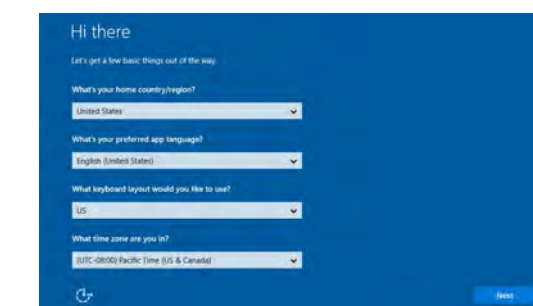 Hi there
Let's get a few basic things out of the way.
What's your home country/region?
United States
What's your preferred app language?
English (United States)
What keyboard layout would you like to use?
US
What time zone are you in?
(UTC-08:00) Pacific Time (US & Canada)
Next